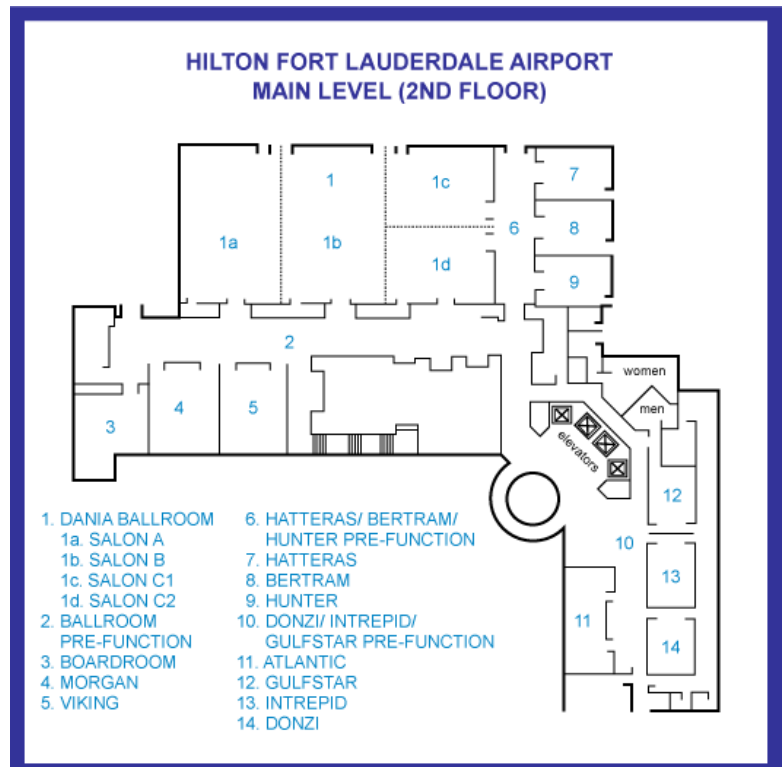 HILTON FORT LAUDERDALE AIRPORT
MAIN LEVEL (2ND FLOOR)
1
1a
1b
1c
1d
6
7
8
9
2
3
4
5
women
men
elevators
10
11
12
13
14
1. DANIA BALLROOM
1a. SALON A
1b. SALON B
1c. SALON C1
1d. SALON C2
2. BALLROOM
PRE-FUNCTION
3. BOARDROOM
4. MORGAN
5. VIKING
6. HATTERAS/ BERTRAM/
HUNTER PRE-FUNCTION
7. HATTERAS
8. BERTRAM
9. HUNTER
10. DONZI/ INTREPID/
GULFSTAR PRE-FUNCTION
11. ATLANTIC
12. GULFSTAR
13. INTREPID
14. DONZI